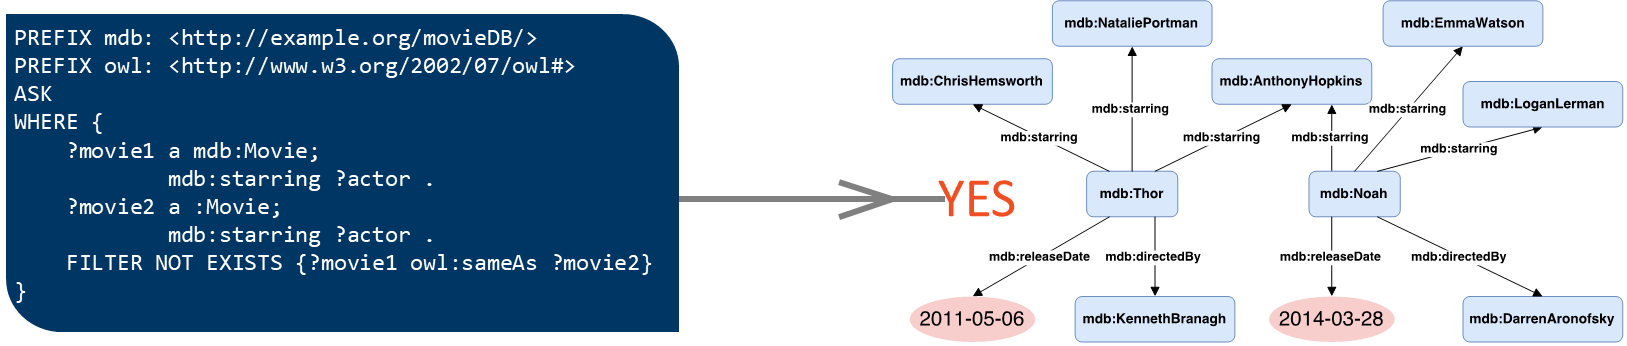 PREFIX mdb: <http://example.org/movieDB/>
PREFIX owl: <http://www.w3.org/2002/07/owl#>
ASK
WHERE {
?movie1 a mdb:Movie;
mdb:starring ?actor .
?movie2 a :Movie;
mdb:starring ?actor .
FILTER NOT EXISTS {?movie1 owl:sameAs ?movie2}
}
YES
mdb:NataliePortman
mdb:EmmaWatson
mdb:ChrisHemsworth
mdb:AnthonyHopkins
mdb:LoganLerman
mdb:starring
mdb:starring
mdb:starring
mdb:starring
mdb:starring
mdb:starring
mdb:Thor
mdb:Noah
mdb:releaseDate
mdb:directedBy
mdb:releaseDate
mdb:directedBy
2011-05-06
mdb:KennethBranagh
2014-03-28
mdb:DarrenAronofsky